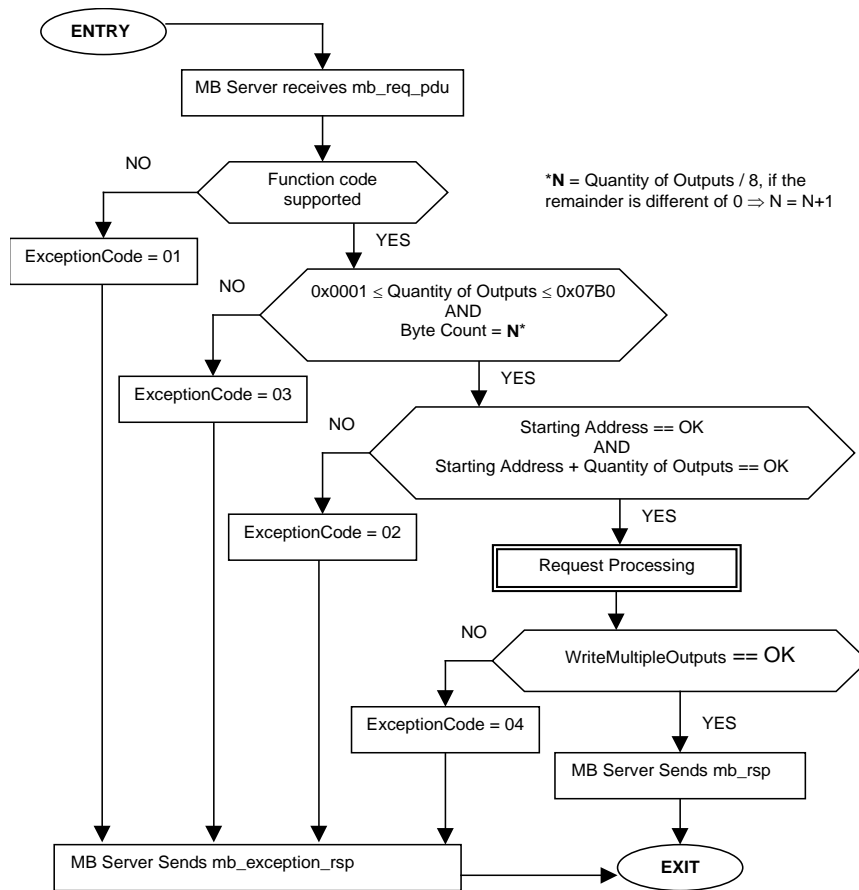 ENTRY
MB Server receives mb_req_pdu
NO
Function code
supported
*N = Quantity of Outputs / 8, if the
remainder is different of 0 ⇒ N = N+1
YES
ExceptionCode = 01
NO
0x0001 ≤ Quantity of Outputs ≤ 0x07B0
AND
Byte Count = N*
YES
ExceptionCode = 03
NO
Starting Address == OK
AND
Starting Address + Quantity of Outputs == OK
YES
ExceptionCode = 02
Request Processing
NO
WriteMultipleOutputs == OK
YES
ExceptionCode = 04
MB Server Sends mb_rsp
MB Server Sends mb_exception_rsp
EXIT